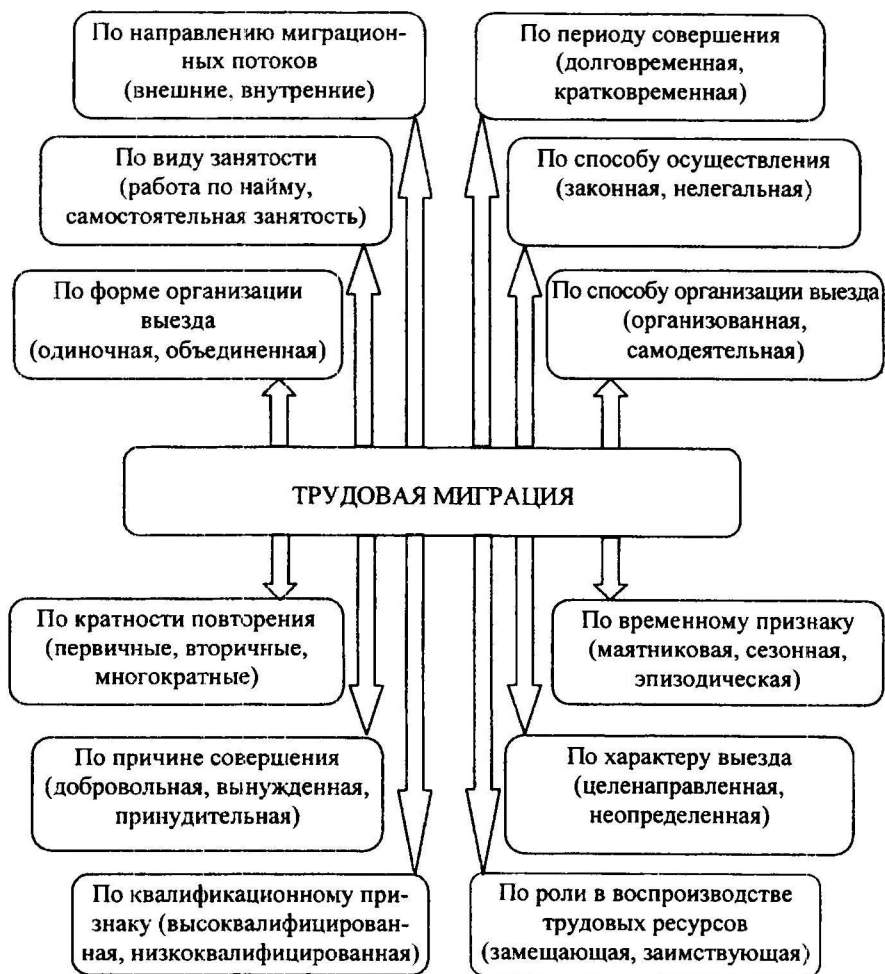 По направлению миграцион-
ных потоков
(внешние, внутренние)
По периоду совершения
(долговременная,
кратковременная)
По виду занятости
(работа по найму,
самостоятельная занятость)
По способу осуществления
(законная, нелегальная)
По форме организации
выезда
(одиночная, объединенная)
По способу организации выезда
(организованная,
самодеятельная)
ТРУДОВАЯ МИГРАЦИЯ
По кратности повторения
(первичные, вторичные,
многократные)
По временному признаку
(маятниковая, сезонная,
эпизодическая)
По причине совершения
(добровольная, вынужденная,
принудительная)
По характеру выезда
(целенаправленная,
неопределенная)
По квалификационному при-
знаку (высококвалифицирован-
ная, низкоквалифицированная)
По роли в воспроизводстве
трудовых ресурсов
(замещающая, заимствующая)